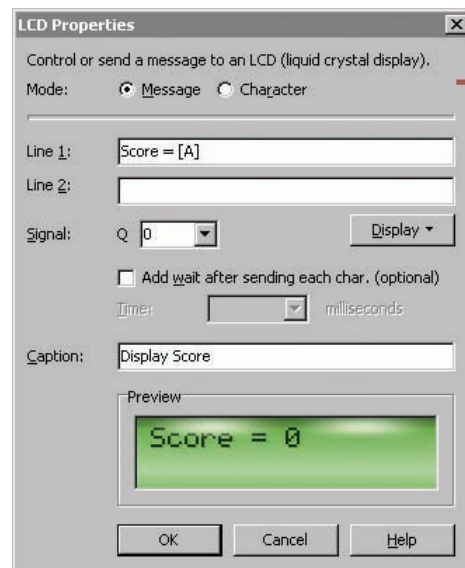 LCD Properties
Control or send a message to an LCD (liquid crystal display).
Mode: Message Character
Line 1: Score = [A]
Line 2:
Signal: Q 0 Display
Add wait after sending each char. (optional)
Time: milliseconds
Caption: Display Score
Preview
Score = 0
OK Cancel Help